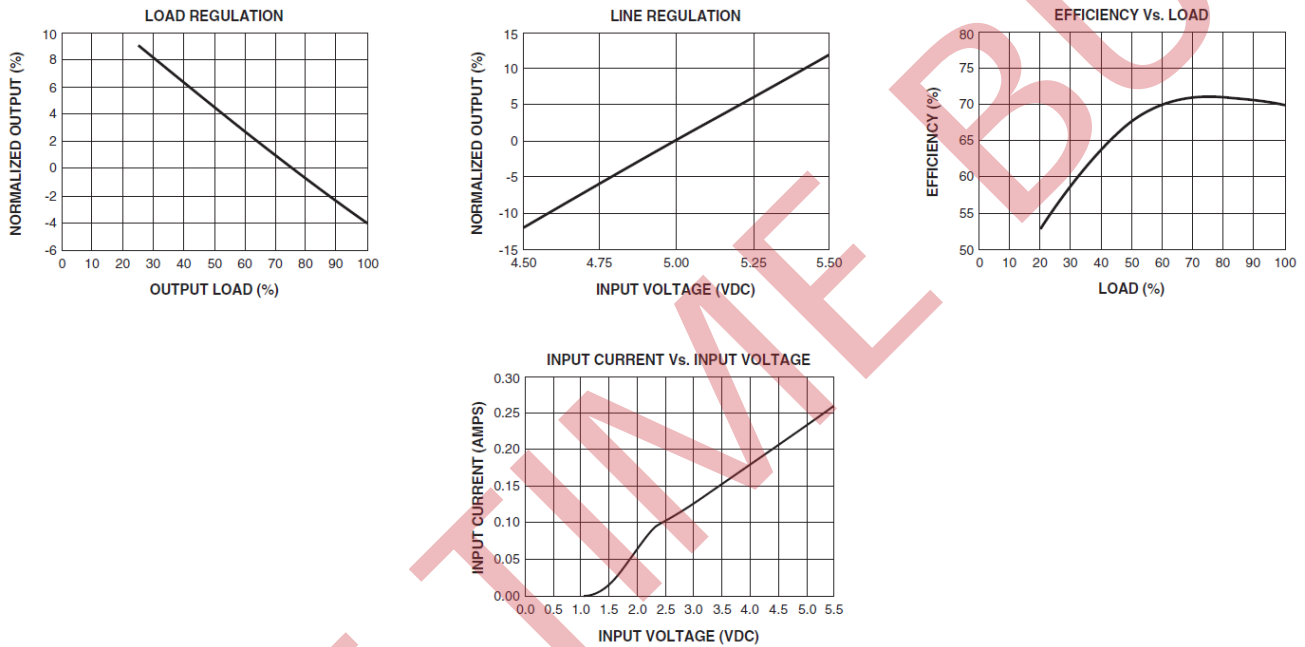 LOAD REGULATION
NORMALIZED OUTPUT (%)
10
8
6
4
2
0
-2
-4
-6
0 10 20 30 40 50 60 70 80 90 100
OUTPUT LOAD (%)
LINE REGULATION
NORMALIZED OUTPUT (%)
15
10
5
0
-5
-10
-15
4.50 4.75 5.00 5.25 5.50
INPUT VOLTAGE (VDC)
EFFICIENCY Vs. LOAD
EFFICIENCY (%)
80
75
70
65
60
55
50
0 10 20 30 40 50 60 70 80 90 100
LOAD (%)
INPUT CURRENT Vs. INPUT VOLTAGE
INPUT CURRENT (AMPS)
0.30
0.25
0.20
0.15
0.10
0.05
0.00
0.0 0.5 1.0 1.5 2.0 2.5 3.0 3.5 4.0 4.5 5.0 5.5
INPUT VOLTAGE (VDC)
TIME BU